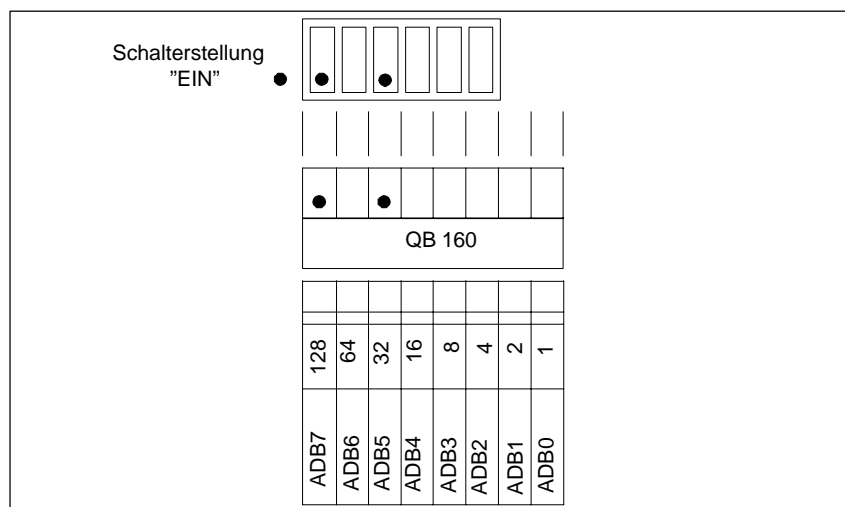 Schalterstellung
”EIN”
QB 160
128 64 32 16 8 4 2 1
ADB7 ADB6 ADB5 ADB4 ADB3 ADB2 ADB1 ADB0